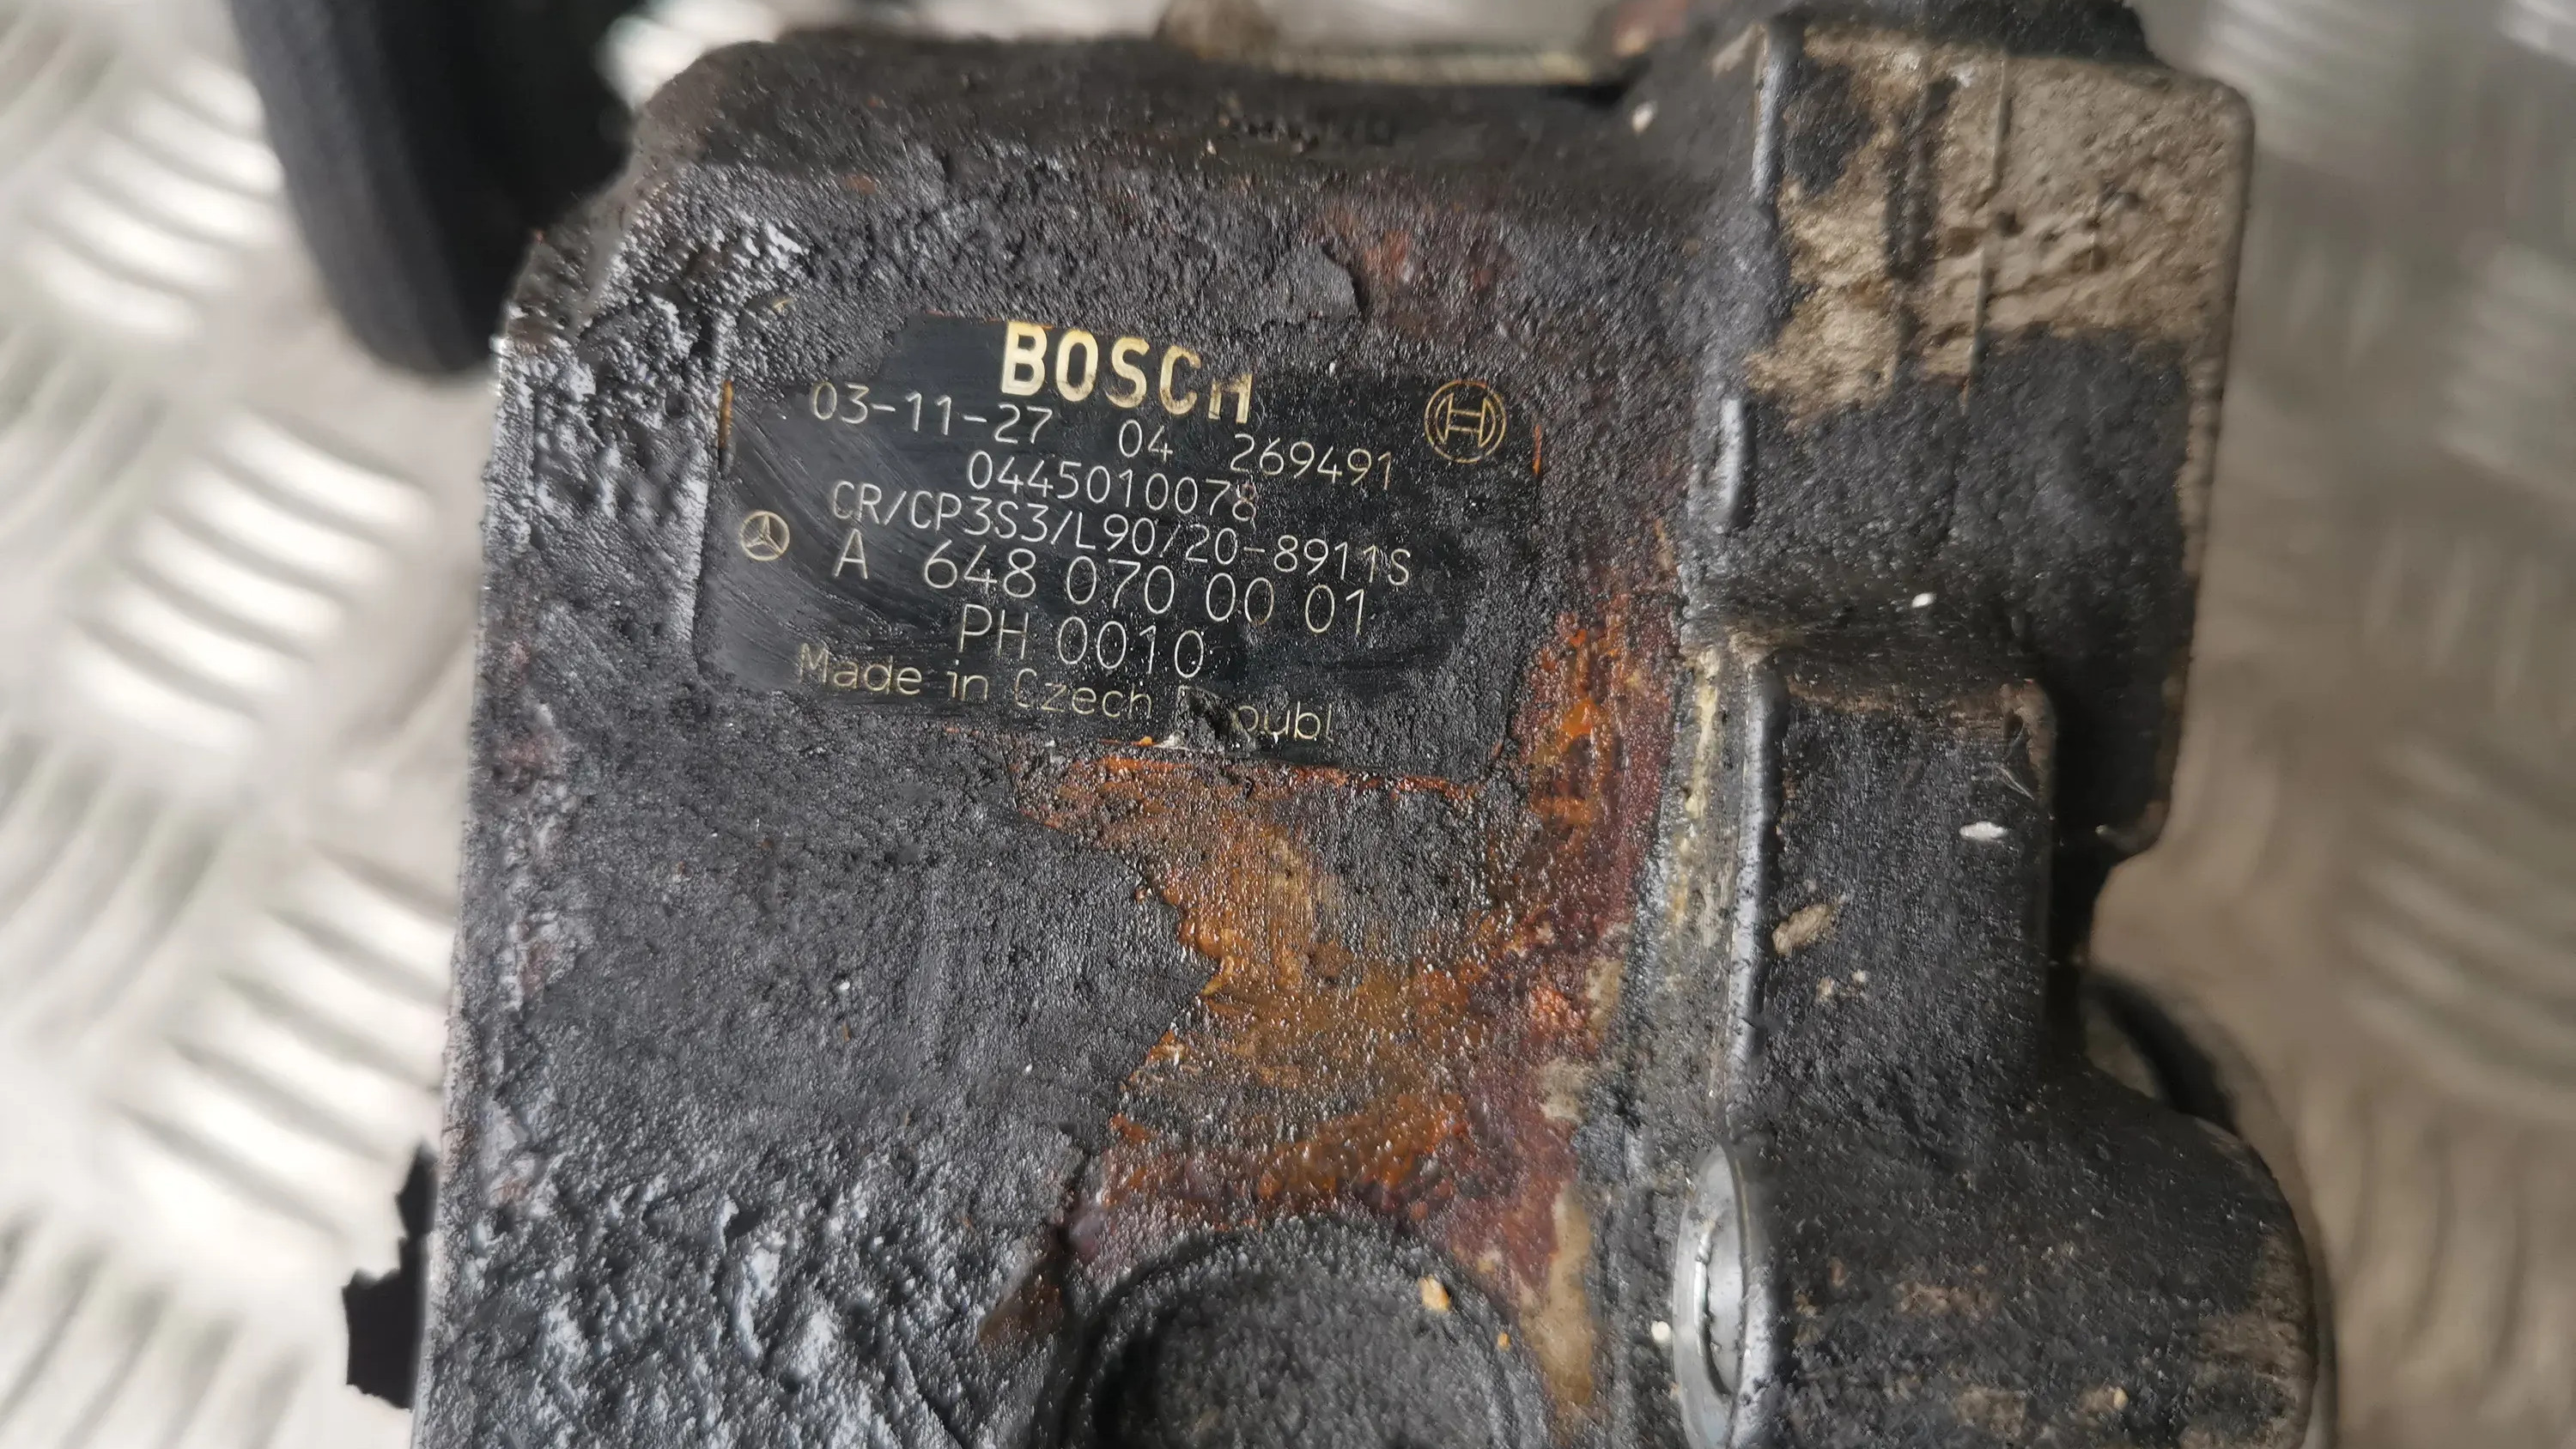 BOSCH
03-11-27 04 269491
0445010078
CR/CP3S3/L90/20-8911S
A 648 070 00 01
PH 0010
Made in Czech